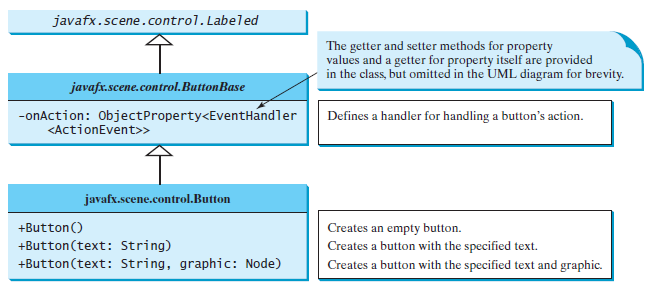 javafx.scene.control.Labeled
The getter and setter methods for property
values and a getter for property itself are provided
in the class, but omitted in the UML diagram for brevity.
javafx.scene.control.ButtonBase
-onAction: ObjectProperty<EventHandler
<ActionEvent>>
Defines a handler for handling a button's action.
javafx.scene.control.Button
+Button()
Creates an empty button.
+Button(text: String)
Creates a button with the specified text.
+Button(text: String, graphic: Node)
Creates a button with the specified text and graphic.